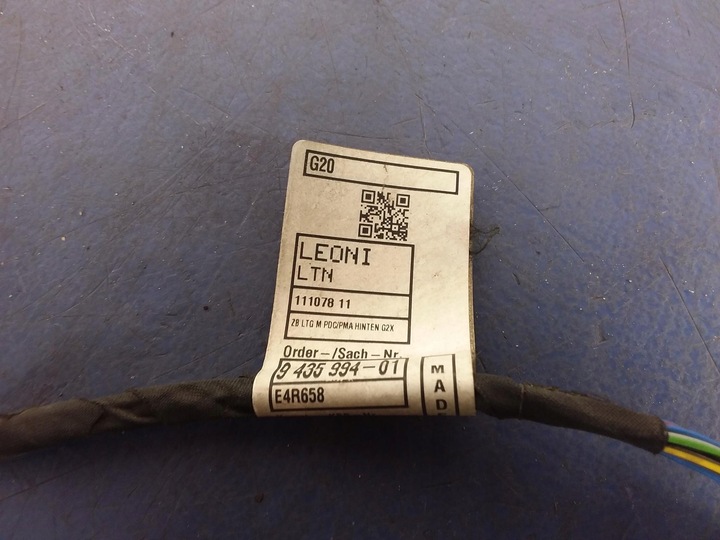 G20
LEONI
LTN
111078 11
ZB LTG M PDC/PMA HINTEN G2X
Order-/Sach-Nr.
9 435 994-01
E4R658
MAD